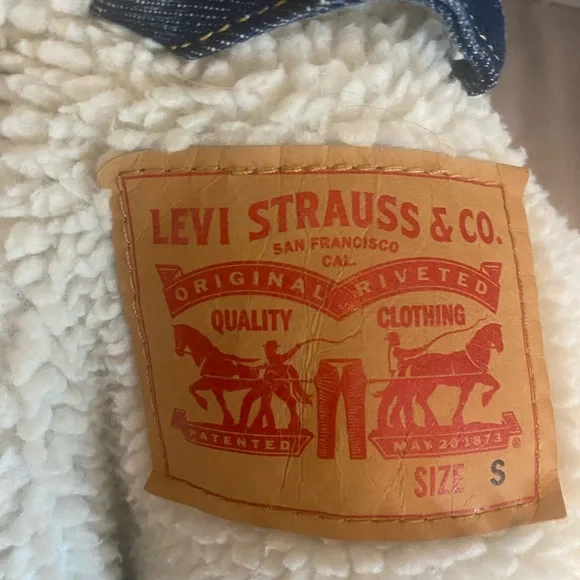 LEVI STRAUSS & CO.
SAN FRANCISCO
CAL.
ORIGINAL RIVETED
QUALITY CLOTHING
PATENTED MAY 20 1873 ®
SIZE S